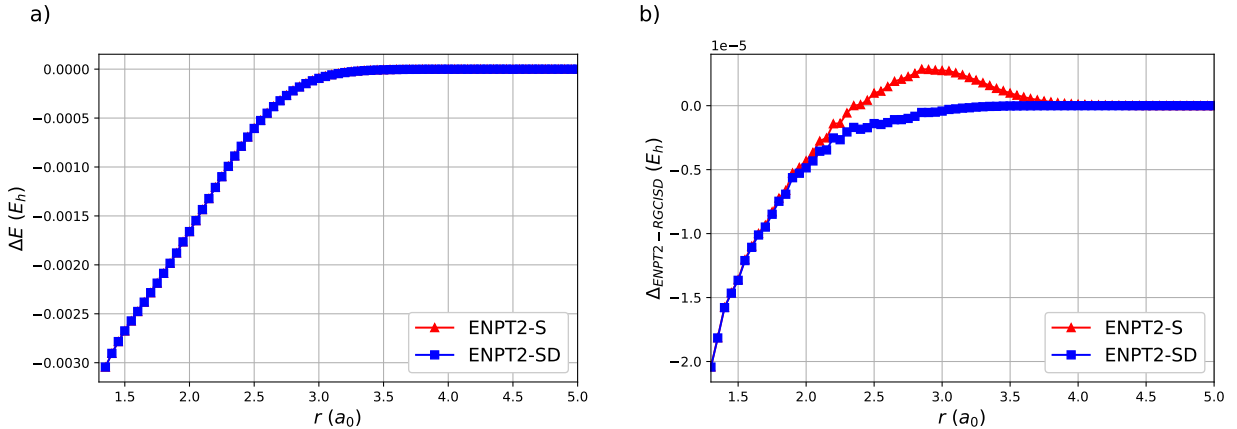 a)
0.0000
−0.0005
−0.0010
−0.0015
−0.0020
−0.0025
−0.0030
ΔE (E_h)
1.5 2.0 2.5 3.0 3.5 4.0 4.5 5.0
r (a_0)
ENPT2-S
ENPT2-SD
b)
1e−5
0.0
−0.5
−1.0
−1.5
−2.0
Δ_{ENPT2−RGCISD} (E_h)
1.5 2.0 2.5 3.0 3.5 4.0 4.5 5.0
r (a_0)
ENPT2-S
ENPT2-SD